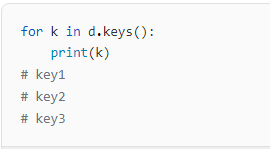 for k in d.keys():
    print(k)
# key1
# key2
# key3